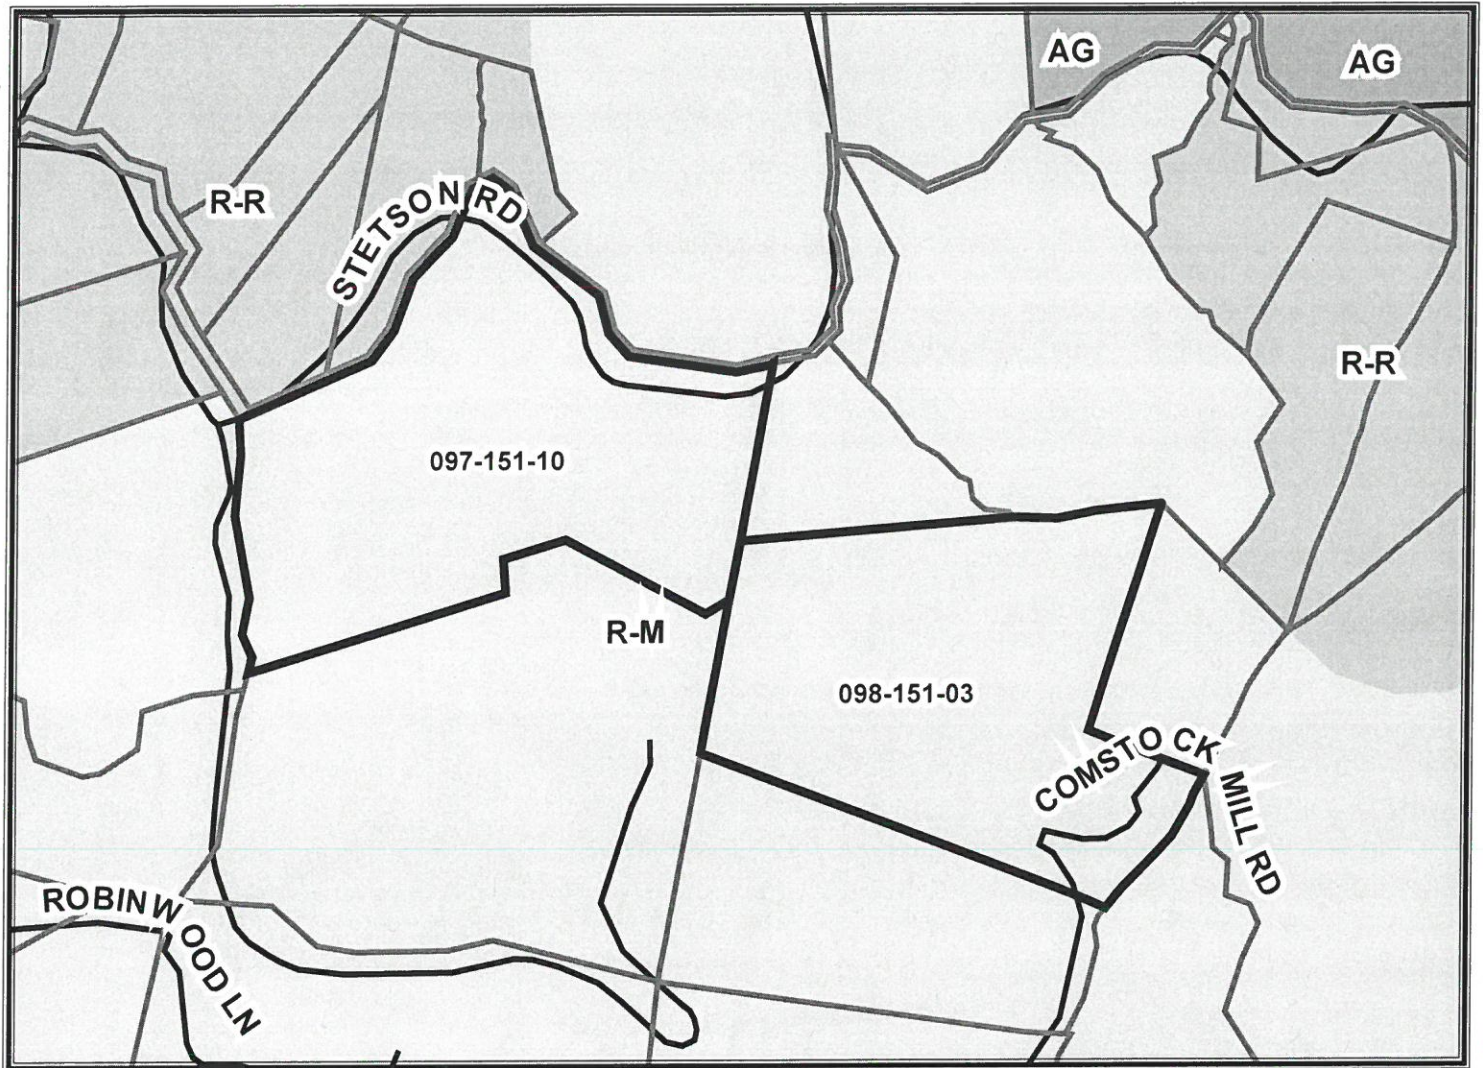 AG
AG
R-R
STETSON RD
R-R
097-151-10
R-M
098-151-03
COMSTOCK MILL RD
ROBINWOOD LN